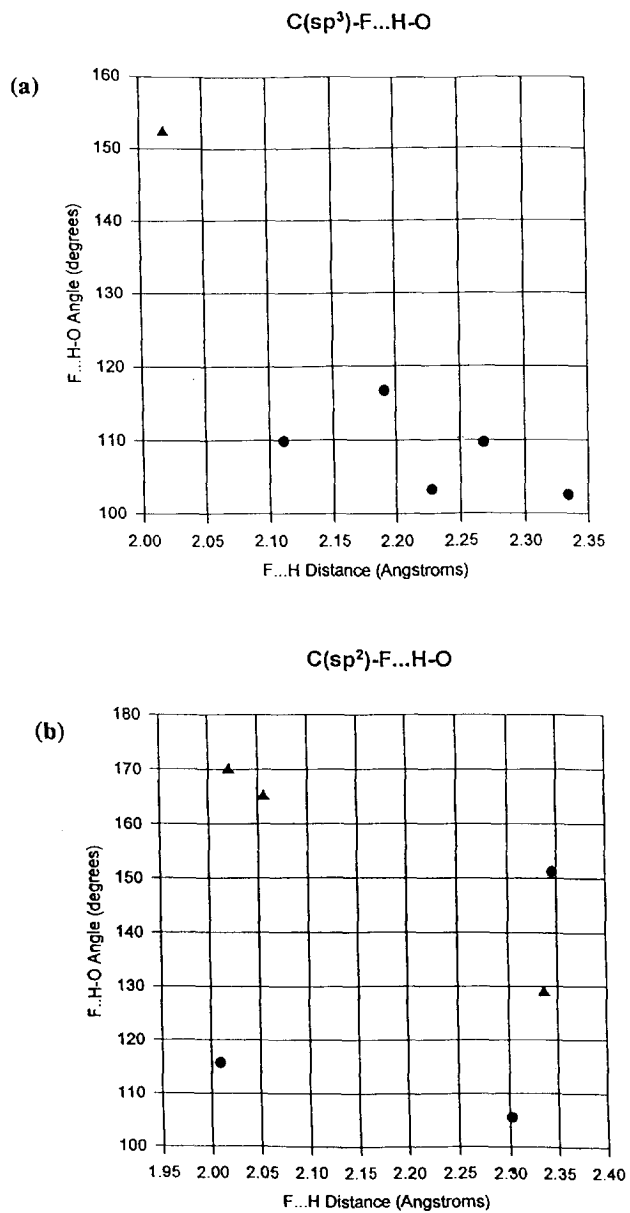 C(sp³)-F...H-O
(a)
160
150
140
130
120
110
100
F...H-O Angle (degrees)
2.00 2.05 2.10 2.15 2.20 2.25 2.30 2.35
F...H Distance (Angstroms)
C(sp²)-F...H-O
(b)
180
170
160
150
140
130
120
110
100
F...H-O Angle (degrees)
1.95 2.00 2.05 2.10 2.15 2.20 2.25 2.30 2.35 2.40
F...H Distance (Angstroms)